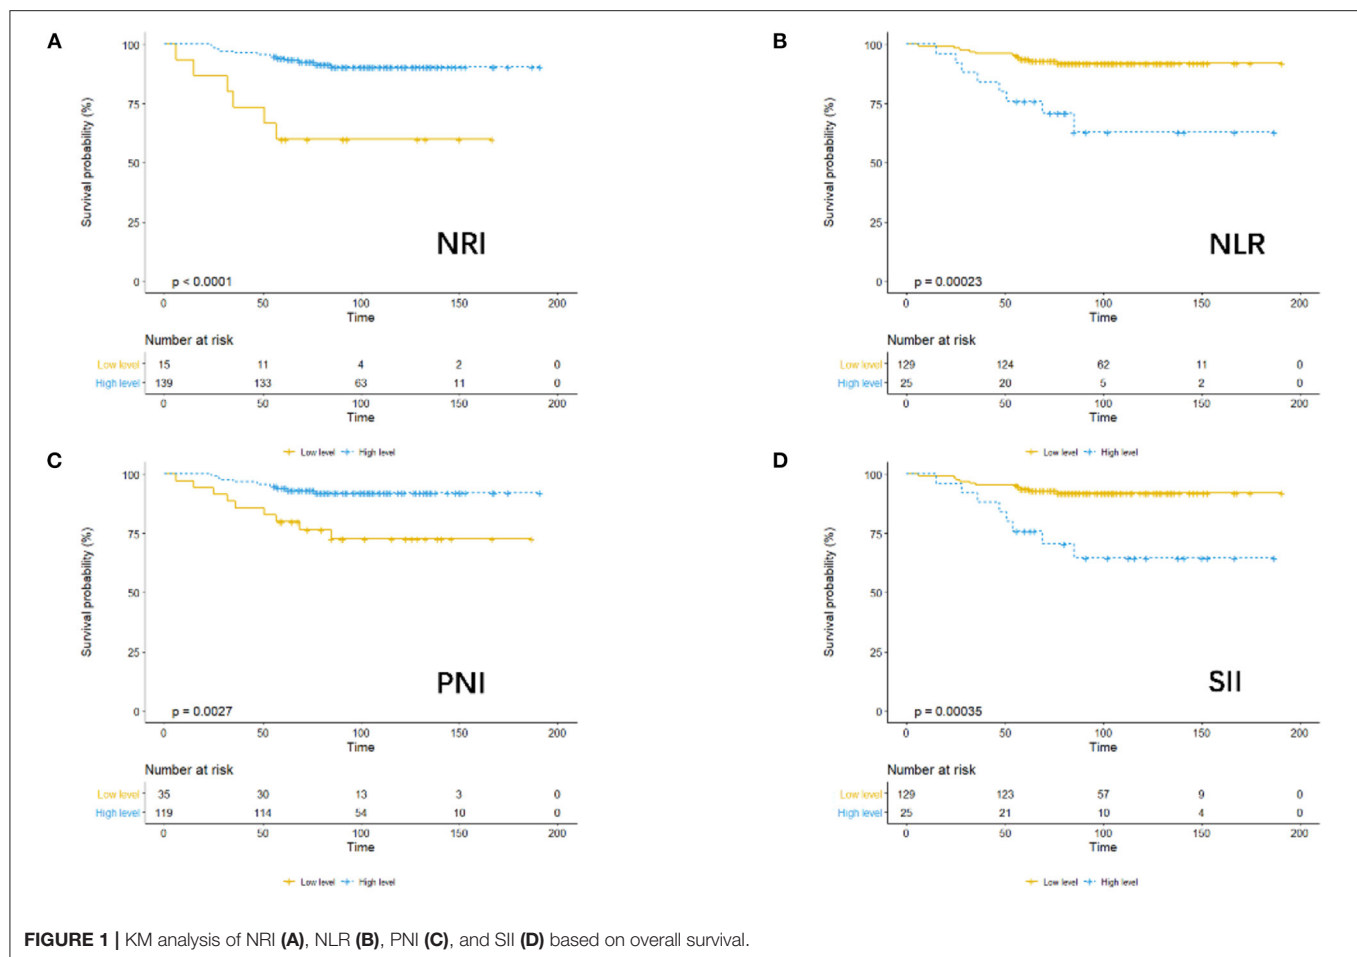 A
100
75
50
25
0
Survival probability (%)
NRI
p < 0.0001
0 50 100 150 200
Time
Number at risk
Low level 15 11 4 2 0
High level 139 133 63 11 0
0 50 100 150 200
Time
Low level High level
B
100
75
50
25
0
Survival probability (%)
NLR
p = 0.00023
0 50 100 150 200
Time
Number at risk
Low level 129 124 62 11 0
High level 25 20 5 2 0
0 50 100 150 200
Time
Low level High level
C
100
75
50
25
0
Survival probability (%)
PNI
p = 0.0027
0 50 100 150 200
Time
Number at risk
Low level 35 30 13 3 0
High level 119 114 54 10 0
0 50 100 150 200
Time
Low level High level
D
100
75
50
25
0
Survival probability (%)
SII
p = 0.00035
0 50 100 150 200
Time
Number at risk
Low level 129 123 57 9 0
High level 25 21 10 4 0
0 50 100 150 200
Time
Low level High level
FIGURE 1 | KM analysis of NRI (A), NLR (B), PNI (C), and SII (D) based on overall survival.